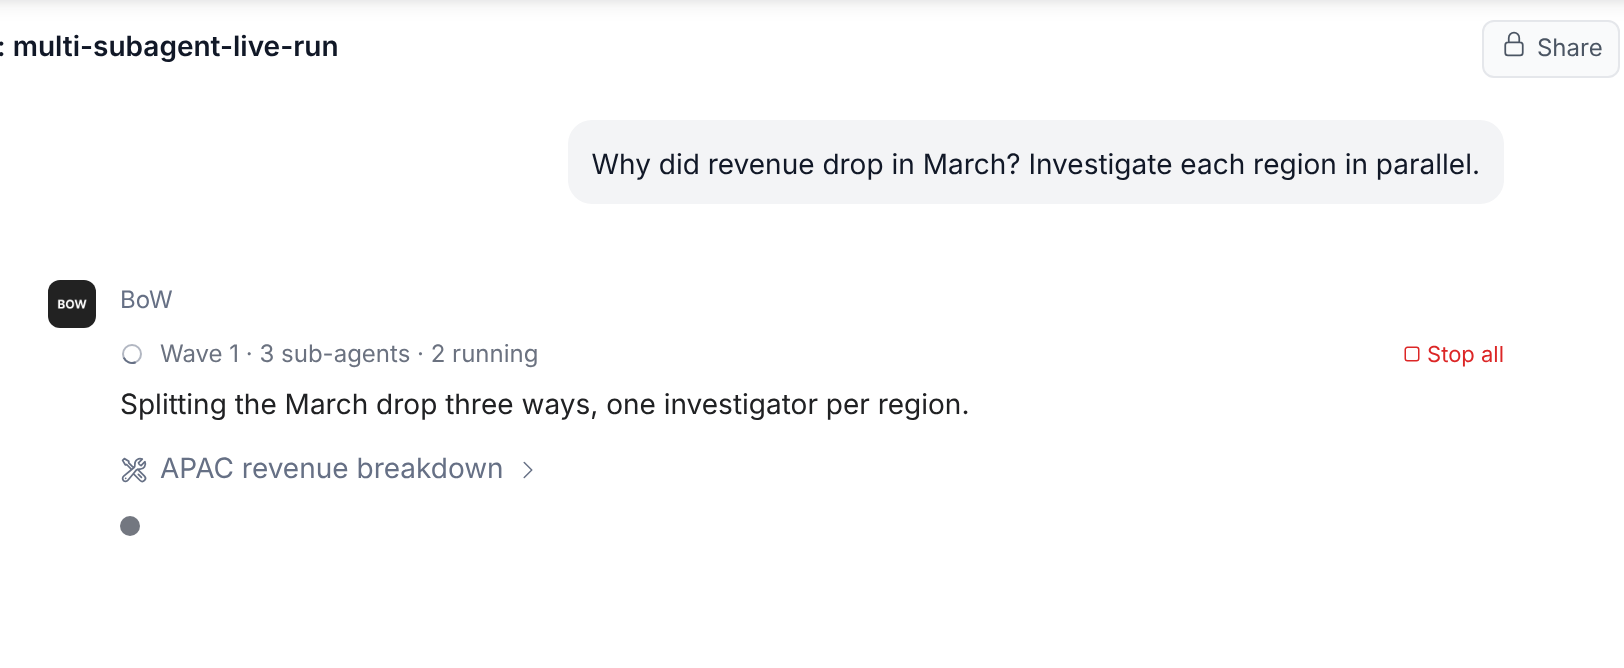 : multi-subagent-live-run
Share
Why did revenue drop in March? Investigate each region in parallel.
BOW
BoW
Wave 1 · 3 sub-agents · 2 running
Stop all
Splitting the March drop three ways, one investigator per region.
APAC revenue breakdown